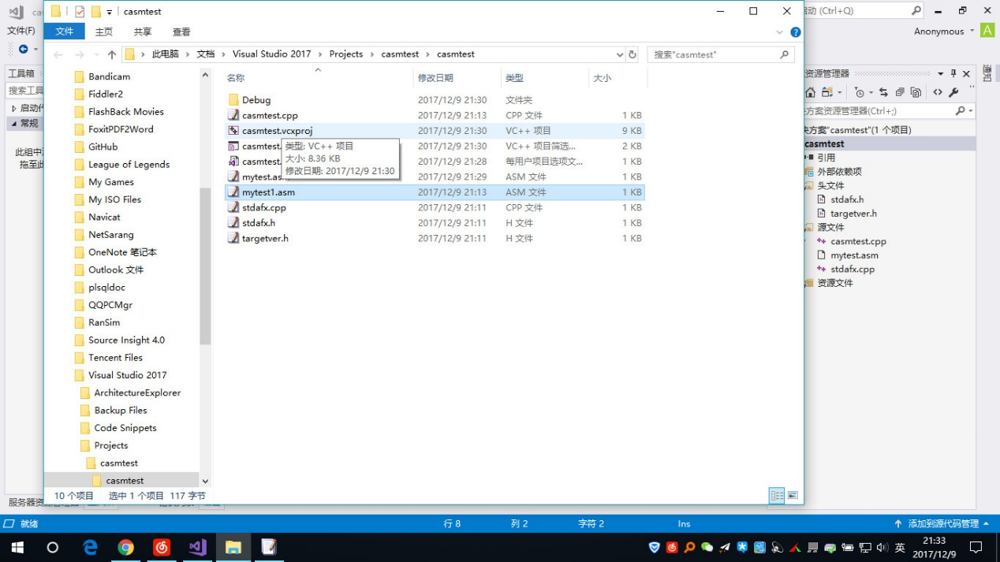 casmtest
动 (Ctrl+Q)
文件(F)
文件 主页 共享 查看
Anonymous A
此电脑 文档 Visual Studio 2017 Projects casmtest casmtest
搜索"casmtest"
工具箱
搜索工具
启动代
常规
此组中
拖至此
Bandicam
Fiddler2
FlashBack Movies
FoxitPDF2Word
GitHub
League of Legends
My Games
My ISO Files
Navicat
NetSarang
OneNote 笔记本
Outlook 文件
plsqldoc
QQPCMgr
RanSim
Source Insight 4.0
Tencent Files
Visual Studio 2017
ArchitectureExplorer
Backup Files
Code Snippets
Projects
casmtest
casmtest
名称 修改日期 类型 大小
Debug 2017/12/9 21:30 文件夹
casmtest.cpp 2017/12/9 21:13 CPP 文件 1 KB
casmtest.vcxproj 2017/12/9 21:30 VC++ 项目 9 KB
casmtest. 2017/12/9 21:30 VC++ 项目筛选... 2 KB
casmtest. 2017/12/9 21:28 每用户项目选项文... 1 KB
mytest.asm 2017/12/9 21:29 ASM 文件 1 KB
mytest1.asm 2017/12/9 21:13 ASM 文件 1 KB
stdafx.cpp 2017/12/9 21:11 CPP 文件 1 KB
stdafx.h 2017/12/9 21:11 H 文件 1 KB
targetver.h 2017/12/9 21:11 H 文件 1 KB
类型: VC++ 项目
大小: 8.36 KB
修改日期: 2017/12/9 21:30
10 个项目 选中 1 个项目 117 字节
资源管理器
方案资源管理器(Ctrl+;)
决方案"casmtest"(1 个项目)
casmtest
引用
外部依赖项
头文件
stdafx.h
targetver.h
源文件
casmtest.cpp
mytest.asm
stdafx.cpp
资源文件
服务器资
就绪 行 8 列 2 字符 2 Ins 添加到源代码管理
英
21:33
2017/12/9